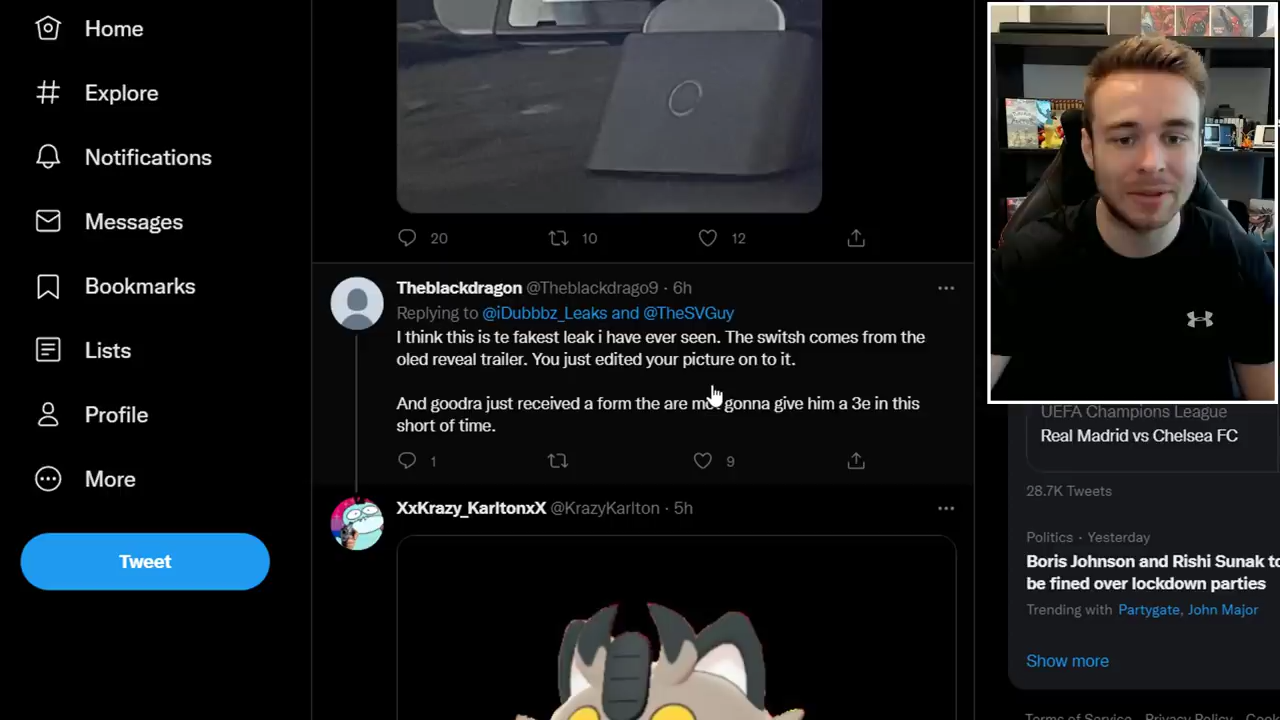 Home
Explore
Notifications
Messages
Bookmarks
Lists
Profile
More
Tweet
20
10
12
Theblackdragon @Theblackdrago9 · 6h
Replying to @iDubbbz_Leaks and @TheSVGuy
I think this is te fakest leak i have ever seen. The switsh comes from the
oled reveal trailer. You just edited your picture on to it.
And goodra just received a form the are gonna give him a 3e in this
short of time.
1
9
XxKrazy_KarltonxX @KrazyKarlton · 5h
UEFA Champions League
Real Madrid vs Chelsea FC
28.7K Tweets
Politics · Yesterday
Boris Johnson and Rishi Sunak to
be fined over lockdown parties
Trending with Partygate, John Major
Show more
Terms of Service Privacy Policy